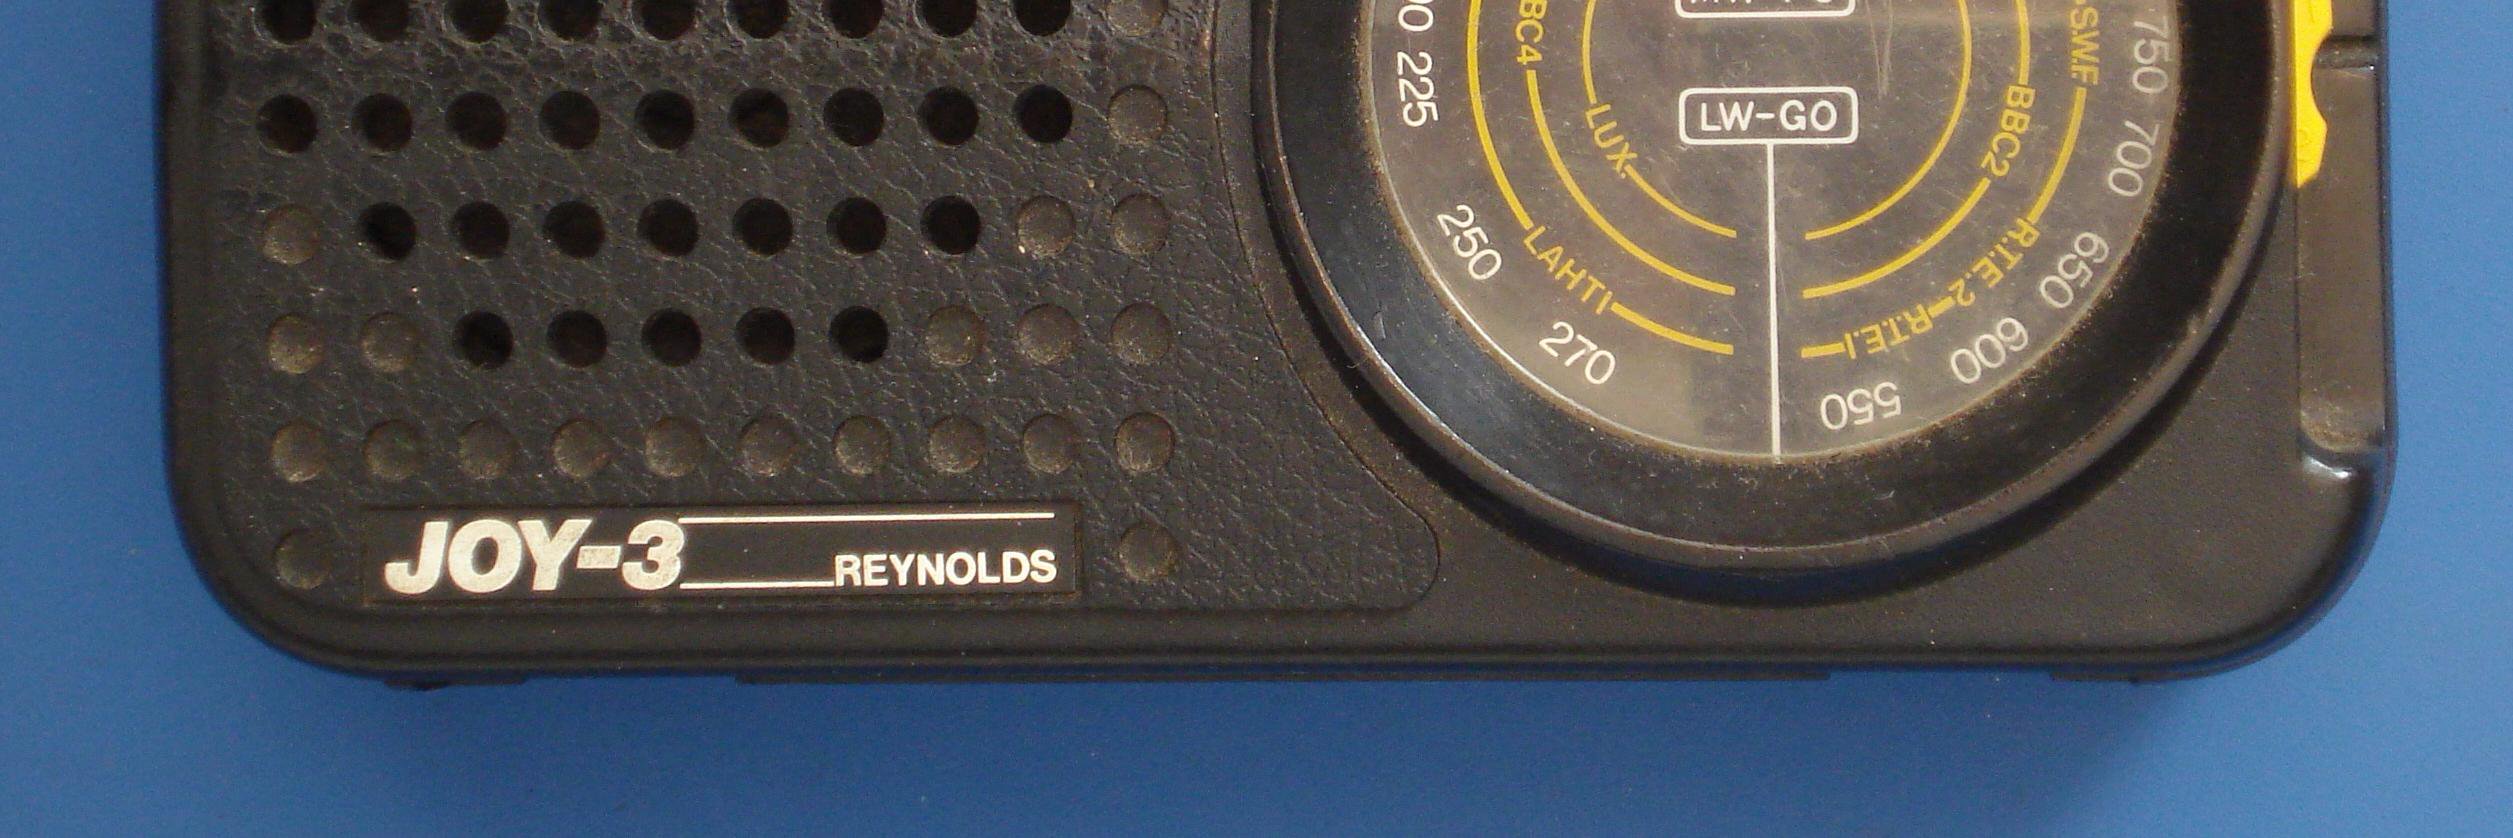 LW-GO
225
250
270
550
600
650
700
750
BBC4
LAHTI
R.T.E.1
R.T.E.2
S.W.F
LUX.
BBC2
JOY-3
REYNOLDS